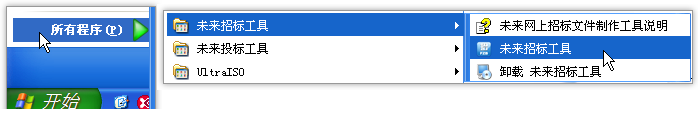 所有程序(P)
开始
未来招标工具
未来投标工具
UltraISO
未来网上招标文件制作工具说明
未来招标工具
卸载 未来招标工具